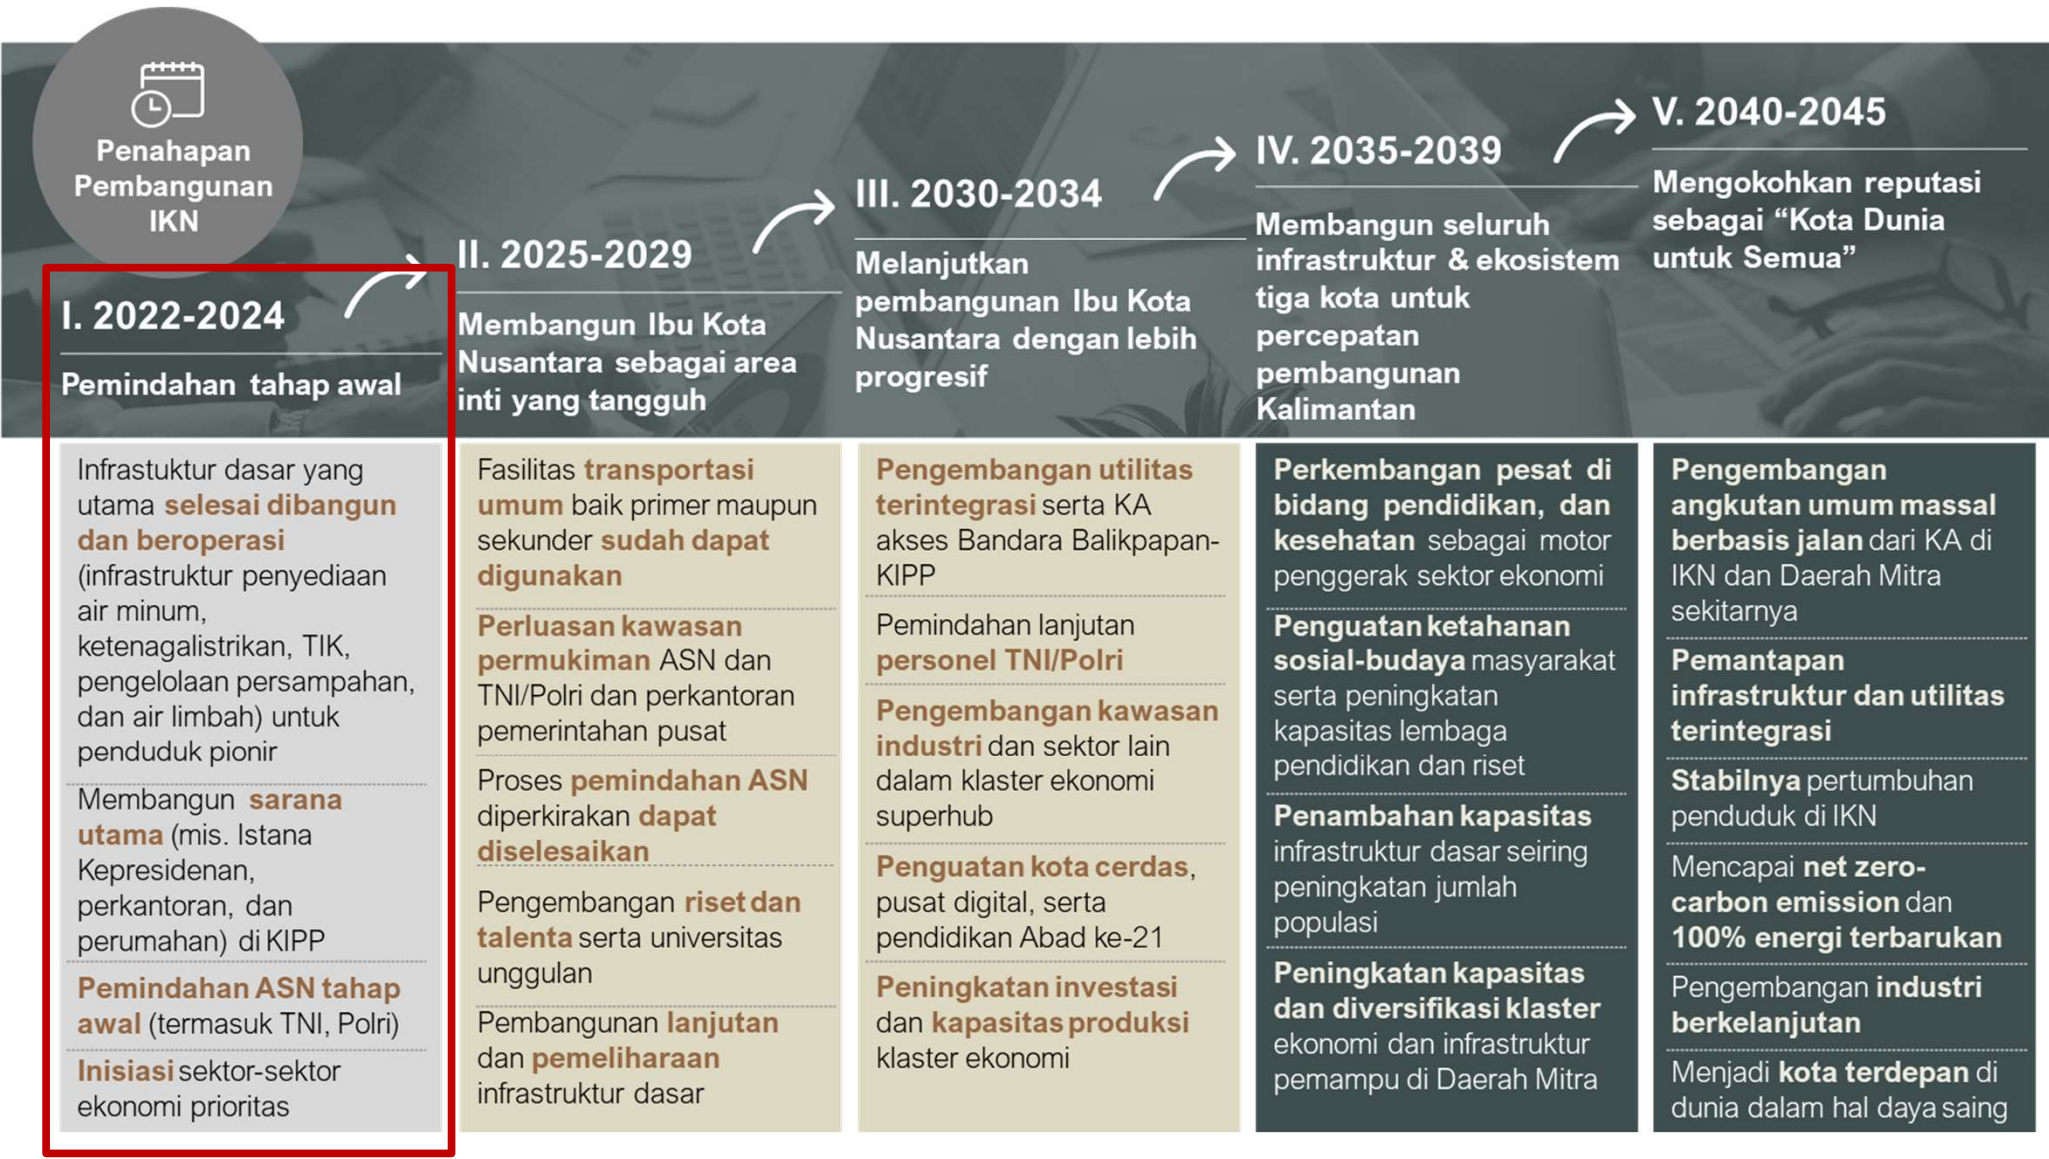 Penahapan
Pembangunan
IKN
I. 2022-2024
Pemindahan tahap awal
Infrastuktur dasar yang
utama selesai dibangun
dan beroperasi
(infrastruktur penyediaan
air minum,
ketenagalistrikan, TIK,
pengelolaan persampahan,
dan air limbah) untuk
penduduk pionir
Membangun sarana
utama (mis. Istana
Kepresidenan,
perkantoran, dan
perumahan) di KIPP
Pemindahan ASN tahap
awal (termasuk TNI, Polri)
Inisiasi sektor-sektor
ekonomi prioritas
II. 2025-2029
Membangun Ibu Kota
Nusantara sebagai area
inti yang tangguh
Fasilitas transportasi
umum baik primer maupun
sekunder sudah dapat
digunakan
Perluasan kawasan
permukiman ASN dan
TNI/Polri dan perkantoran
pemerintahan pusat
Proses pemindahan ASN
diperkirakan dapat
diselesaikan
Pengembangan riset dan
talenta serta universitas
unggulan
Pembangunan lanjutan
dan pemeliharaan
infrastruktur dasar
III. 2030-2034
Melanjutkan
pembangunan Ibu Kota
Nusantara dengan lebih
progresif
Pengembangan utilitas
terintegrasi serta KA
akses Bandara Balikpapan-
KIPP
Pemindahan lanjutan
personel TNI/Polri
Pengembangan kawasan
industri dan sektor lain
dalam klaster ekonomi
superhub
Penguatan kota cerdas,
pusat digital, serta
pendidikan Abad ke-21
Peningkatan investasi
dan kapasitas produksi
klaster ekonomi
IV. 2035-2039
Membangun seluruh
infrastruktur & ekosistem
tiga kota untuk
percepatan
pembangunan
Kalimantan
Perkembangan pesat di
bidang pendidikan, dan
kesehatan sebagai motor
penggerak sektor ekonomi
Penguatan ketahanan
sosial-budaya masyarakat
serta peningkatan
kapasitas lembaga
pendidikan dan riset
Penambahan kapasitas
infrastruktur dasar seiring
peningkatan jumlah
populasi
Peningkatan kapasitas
dan diversifikasi klaster
ekonomi dan infrastruktur
pemampu di Daerah Mitra
V. 2040-2045
Mengokohkan reputasi
sebagai “Kota Dunia
untuk Semua”
Pengembangan
angkutan umum massal
berbasis jalan dari KA di
IKN dan Daerah Mitra
sekitarnya
Pemantapan
infrastruktur dan utilitas
terintegrasi
Stabilnya pertumbuhan
penduduk di IKN
Mencapai net zero-
carbon emission dan
100% energi terbarukan
Pengembangan industri
berkelanjutan
Menjadi kota terdepan di
dunia dalam hal daya saing